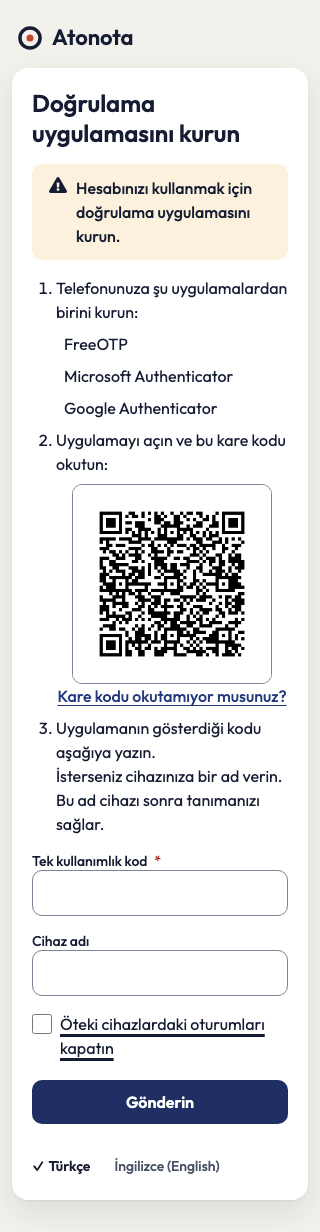 Atonota
Doğrulama
uygulamasını kurun
Hesabınızı kullanmak için
doğrulama uygulamasını
kurun.
1. Telefonunuza şu uygulamalardan
birini kurun:
FreeOTP
Microsoft Authenticator
Google Authenticator
2. Uygulamayı açın ve bu kare kodu
okutun:
Kare kodu okutamıyor musunuz?
3. Uygulamanın gösterdiği kodu
aşağıya yazın.
İsterseniz cihazınıza bir ad verin.
Bu ad cihazı sonra tanımanızı
sağlar.
Tek kullanımlık kod *
Cihaz adı
Öteki cihazlardaki oturumları
kapatın
Gönderin
Türkçe İngilizce (English)